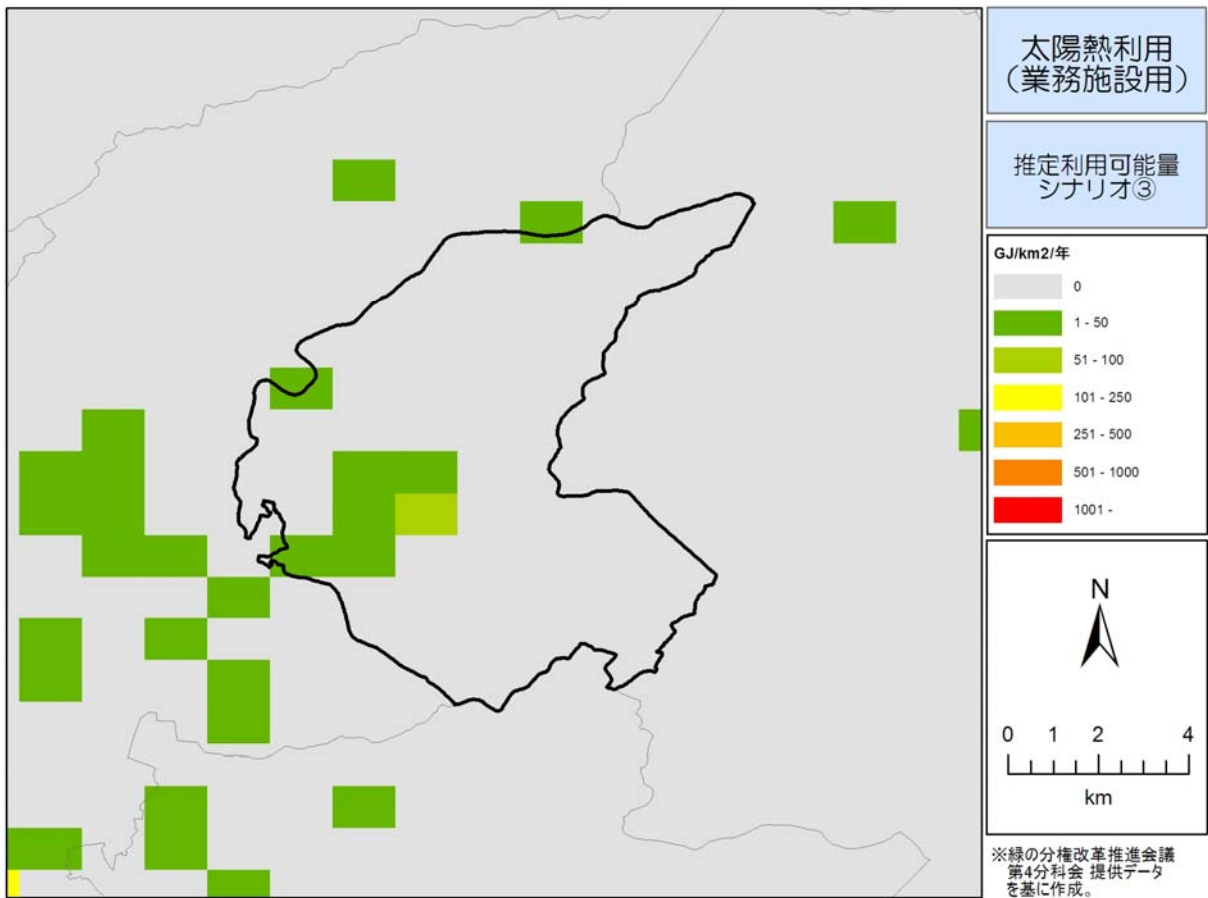 太陽熱利用
(業務施設用)
推定利用可能量
シナリオ③
GJ/km2/年
0
1 - 50
51 - 100
101 - 250
251 - 500
501 - 1000
1001 -
N
0 1 2 4
km
※緑の分権改革推進会議
第4分科会 提供データ
を基に作成。